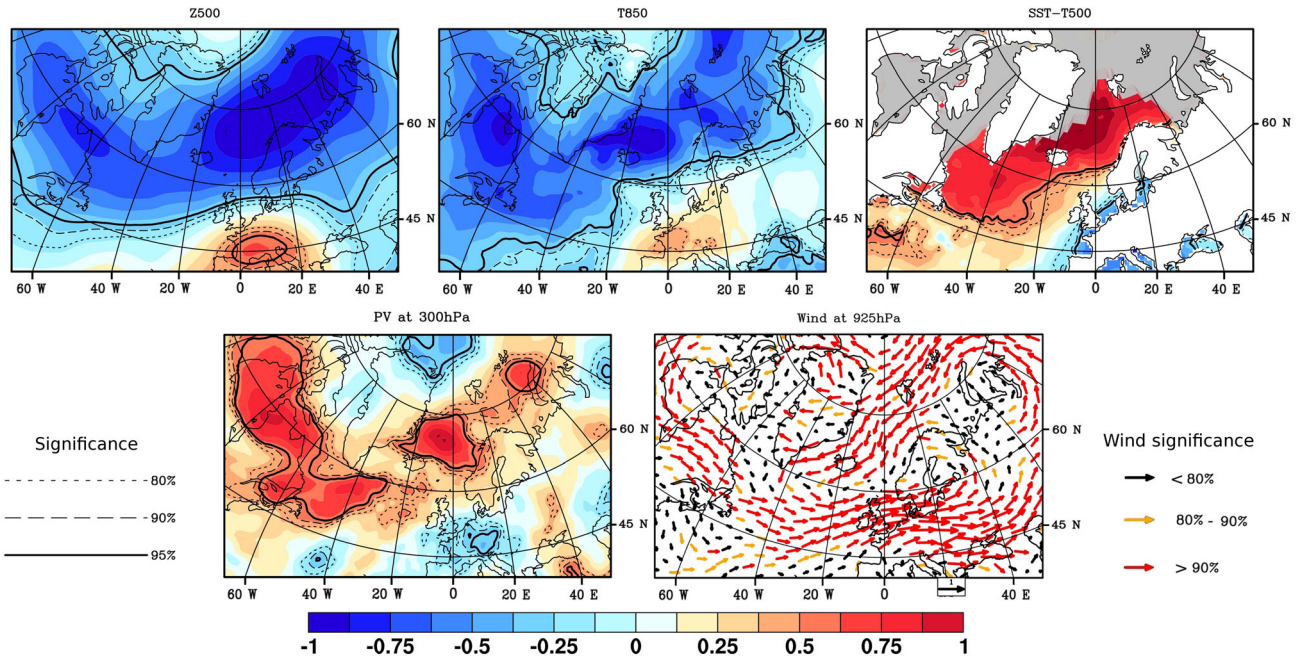 Z500
T850
SST-T500
60 N
60 N
60 N
45 N
45 N
45 N
60 W 40 W 20 W 0 20 E 40 E
60 W 40 W 20 W 0 20 E 40 E
60 W 40 W 20 W 0 20 E 40 E
PV at 300hPa
Wind at 925hPa
60 N
60 N
45 N
45 N
Significance
80%
90%
95%
Wind significance
< 80%
80% - 90%
> 90%
1
60 W 40 W 20 W 0 20 E 40 E
60 W 40 W 20 W 0 40 E
-1 -0.75 -0.5 -0.25 0 0.25 0.5 0.75 1